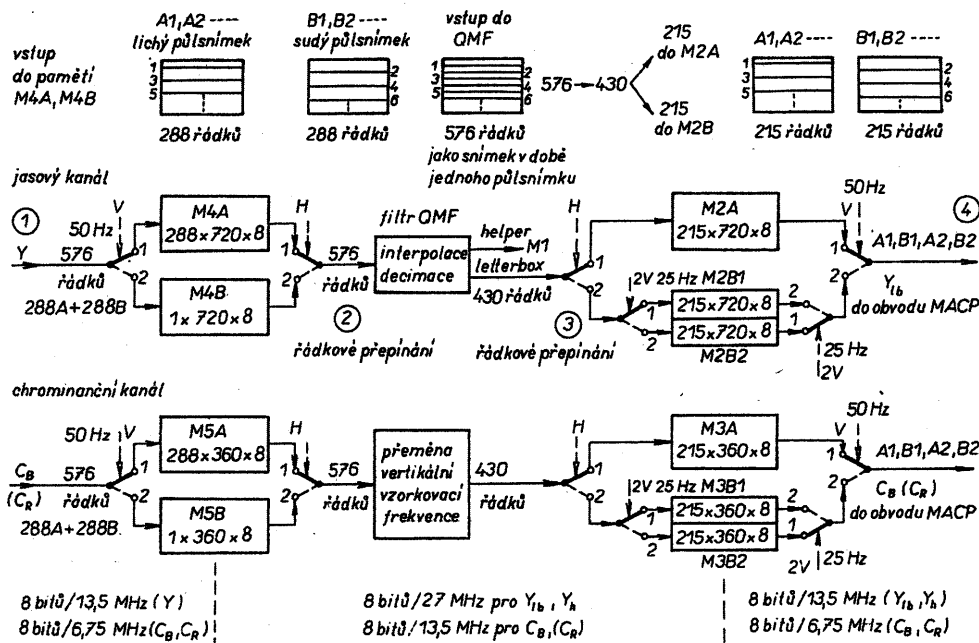 A1,A2 ----
lichý půlsnímek
B1,B2 ----
sudý půlsnímek
vstup do
QMF
215
do M2A
A1,A2 ----
B1,B2 ----
vstup
do pamětí
M4A, M4B
1
3
5
2
4
6
1
3
5
2
4
6
576 → 430
1
3
5
2
4
6
288 řádků
288 řádků
576 řádků
215
do M2B
215 řádků
215 řádků
jako snímek v době
jednoho půlsnímku
jasový kanál
1
Y
576
řádků
288A+288B
50 Hz
V
1
2
M4A
288×720×8
M4B
1×720×8
H
1
2
576
řádků
2
řádkové přepínání
filtr QMF
interpolace
decimace
helper
M1
letterbox
430 řádků
3
řádkové přepínání
H
1
2
M2A
215×720×8
2V 25 Hz
M2B1
1
2
215×720×8
215×720×8
M2B2
2
1
25 Hz
2V
50 Hz
V
1
2
4
A1,B1,A2,B2
Ylb
do obvodu MACP
chrominanční kanál
CB
(CR)
576
řádků
288A+288B.
50 Hz
V
1
2
M5A
288×360×8
M5B
1×360×8
H
1
2
576
řádků
přeměna
vertikální
vzorkovací
frekvence
430
řádků
H
1
2
M3A
215×360×8
2V 25 Hz
M3B1
1
2
215×360×8
215×360×8
M3B2
2
1
2V
25 Hz
50 Hz
V
1
2
A1,B1,A2,B2
CB (CR)
do obvodu MACP
8 bitů/13,5 MHz (Y)
8 bitů/6,75 MHz (CB,CR)
8 bitů/27 MHz pro Ylb, Yh
8 bitů/13,5 MHz pro CB,(CR)
8 bitů/13,5 MHz (Ylb,Yh)
8 bitů/6,75 MHz (CB,CR)